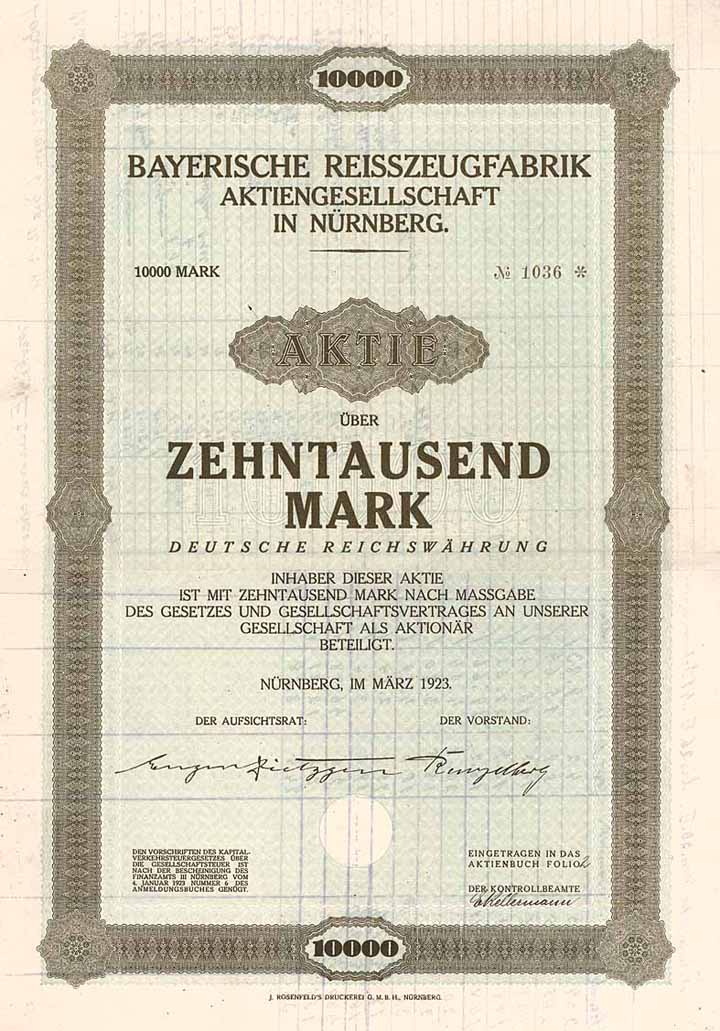 10000
BAYERISCHE REISSZEUGFABRIK
AKTIENGESELLSCHAFT
IN NÜRNBERG.
10000 MARK
№ 1036 *
AKTIE
ÜBER
ZEHNTAUSEND
MARK
DEUTSCHE REICHSWÄHRUNG
INHABER DIESER AKTIE
IST MIT ZEHNTAUSEND MARK NACH MASSGABE
DES GESETZES UND GESELLSCHAFTSVERTRAGES AN UNSERER
GESELLSCHAFT ALS AKTIONÄR
BETEILIGT.
NÜRNBERG, IM MÄRZ 1923.
DER AUFSICHTSRAT:
DER VORSTAND:
Eugen Dietzgen
DEN VORSCHRIFTEN DES KAPITAL-
VERKEHRSTEUERGESETZES ÜBER
DIE GESELLSCHAFTSTEUER IST
NACH DER BESCHEINIGUNG DES
FINANZAMTS III NÜRNBERG VOM
4. JANUAR 1923 NUMMER 6 DES
ANMELDUNGSBUCHES GENÜGT.
EINGETRAGEN IN DAS
AKTIENBUCH FOLIO 2
DER KONTROLLBEAMTE
Kellermann
10000
J. ROSENFELD'S DRUCKEREI G. M. B. H., NÜRNBERG.